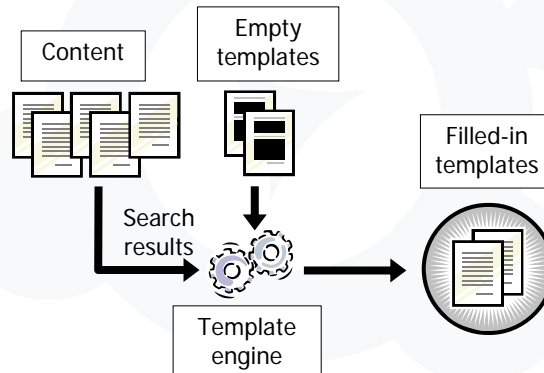 Content
Empty
templates
Filled-in
templates
Search
results
Template
engine